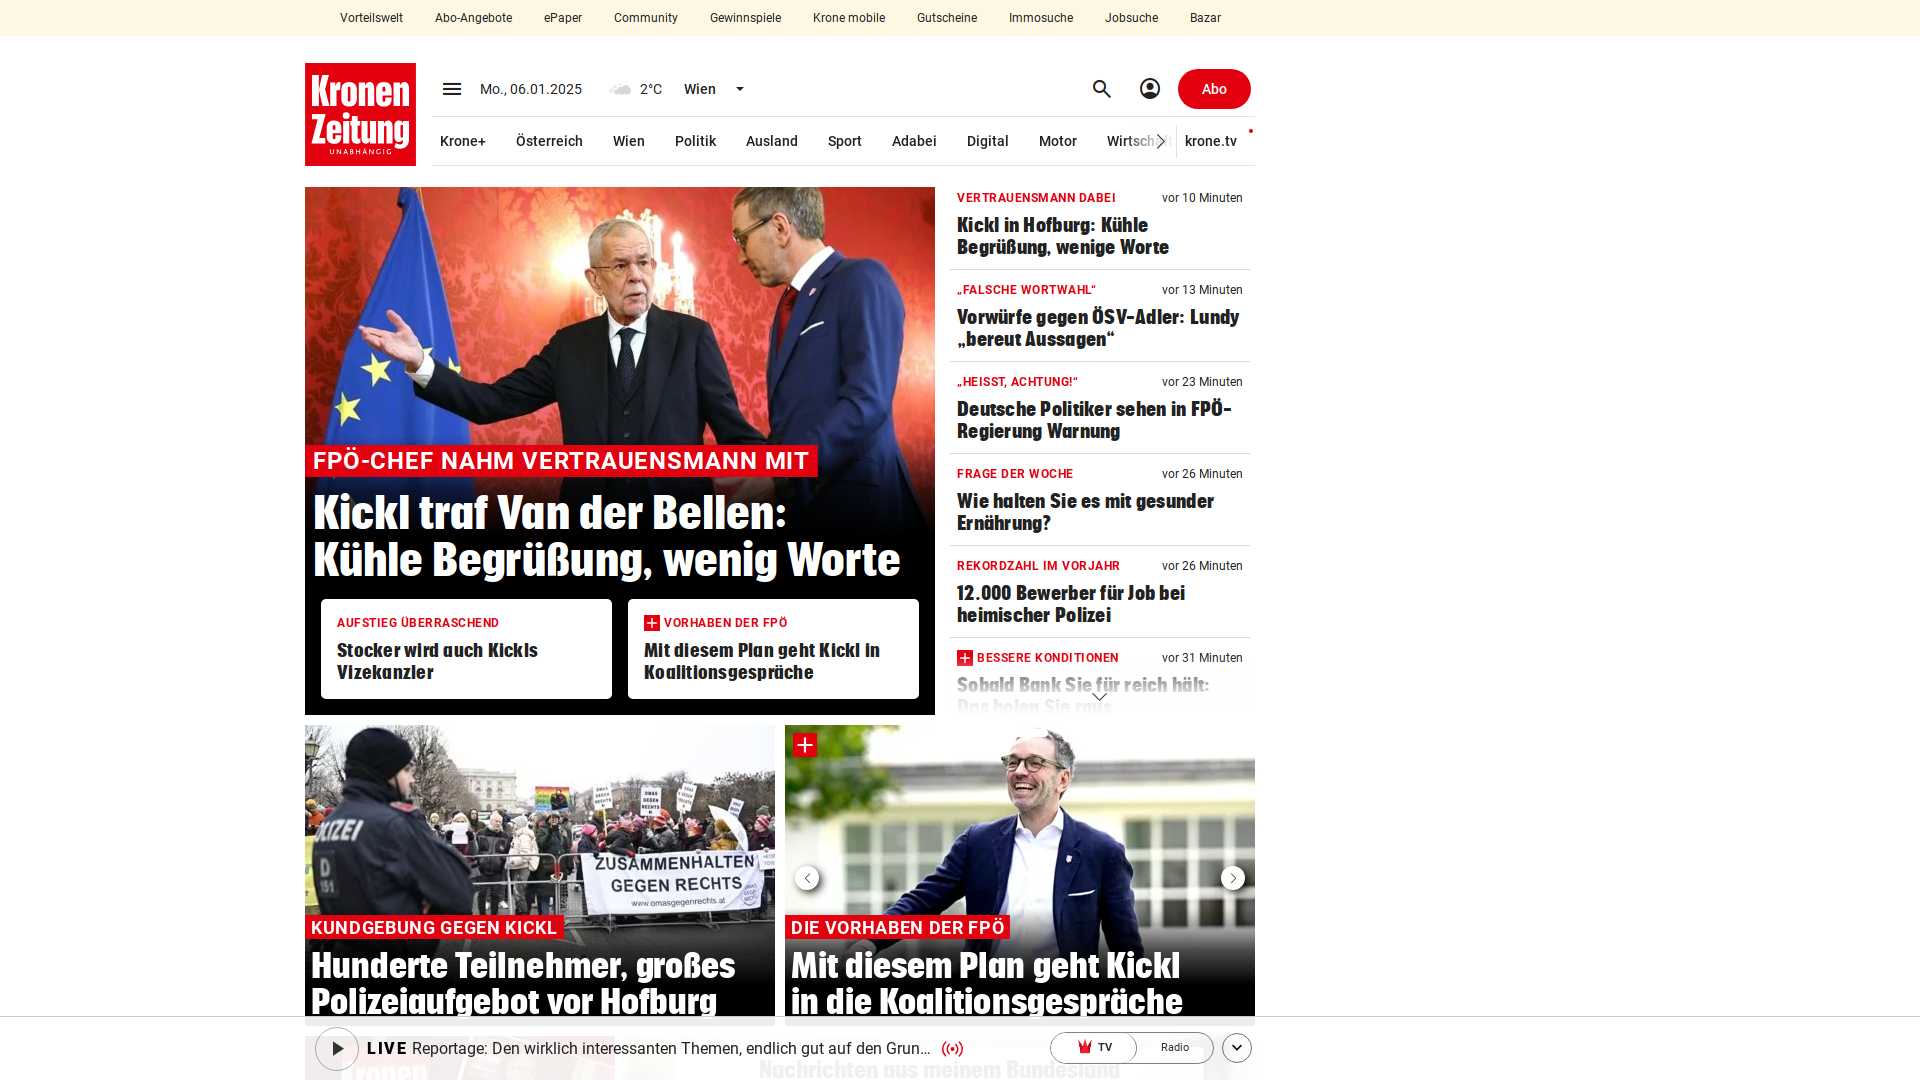 Vorteilswelt Abo-Angebote ePaper Community Gewinnspiele Krone mobile Gutscheine Immosuche Jobsuche Bazar
Kronen
Zeitung
UNABHÄNGIG
Mo., 06.01.2025 2°C Wien Abo
Krone+ Österreich Wien Politik Ausland Sport Adabei Digital Motor Wirtschaft krone.tv
FPÖ-CHEF NAHM VERTRAUENSMANN MIT
Kickl traf Van der Bellen:
Kühle Begrüßung, wenig Worte
AUFSTIEG ÜBERRASCHEND
Stocker wird auch Kickls
Vizekanzler
VORHABEN DER FPÖ
Mit diesem Plan geht Kickl in
Koalitionsgespräche
VERTRAUENSMANN DABEI vor 10 Minuten
Kickl in Hofburg: Kühle
Begrüßung, wenige Worte
„FALSCHE WORTWAHL“ vor 13 Minuten
Vorwürfe gegen ÖSV-Adler: Lundy
„bereut Aussagen“
„HEISST, ACHTUNG!“ vor 23 Minuten
Deutsche Politiker sehen in FPÖ-
Regierung Warnung
FRAGE DER WOCHE vor 26 Minuten
Wie halten Sie es mit gesunder
Ernährung?
REKORDZAHL IM VORJAHR vor 26 Minuten
12.000 Bewerber für Job bei
heimischer Polizei
BESSERE KONDITIONEN vor 31 Minuten
Sobald Bank Sie für reich hält:
Das holen Sie raus
POLIZEI
D
151
OMAS
GEGEN
RECHTS
ZUSAMMENHALTEN
GEGEN RECHTS
www.omasgegenrechts.at
KUNDGEBUNG GEGEN KICKL
Hunderte Teilnehmer, großes
Polizeiaufgebot vor Hofburg
DIE VORHABEN DER FPÖ
Mit diesem Plan geht Kickl
in die Koalitionsgespräche
LIVE Reportage: Den wirklich interessanten Themen, endlich gut auf den Grun... TV Radio
Kronen
Nachrichten aus meinem Bundesland